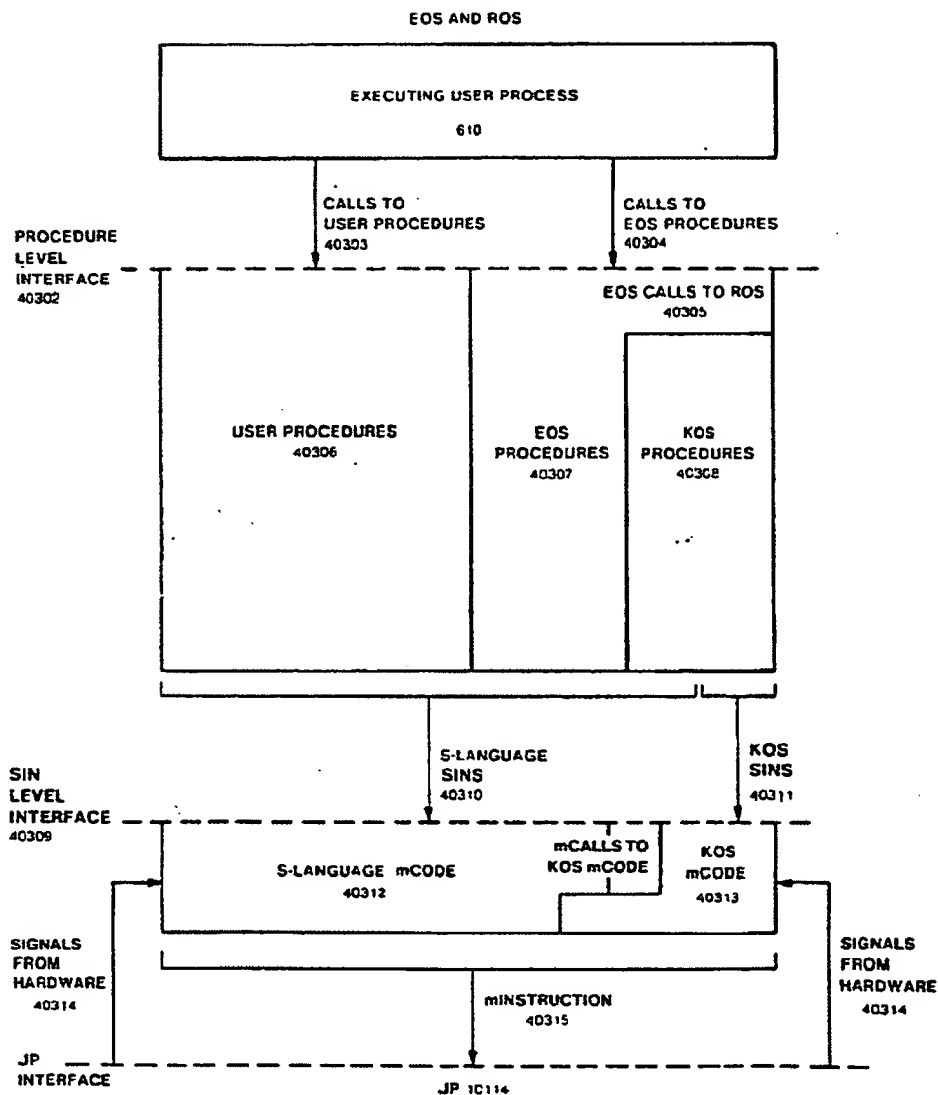 EOS AND ROS
EXECUTING USER PROCESS
610
CALLS TO
USER PROCEDURES
40303
CALLS TO
EOS PROCEDURES
40304
PROCEDURE
LEVEL
INTERFACE
40302
EOS CALLS TO ROS
40305
USER PROCEDURES
40306
EOS
PROCEDURES
40307
KOS
PROCEDURES
40308
S-LANGUAGE
SINS
40310
KOS
SINS
40311
SIN
LEVEL
INTERFACE
40309
S-LANGUAGE mCODE
40312
mCALLS TO
KOS mCODE
KOS
mCODE
40313
SIGNALS
FROM
HARDWARE
40314
mINSTRUCTION
40315
SIGNALS
FROM
HARDWARE
40314
JP
INTERFACE
JP 10114